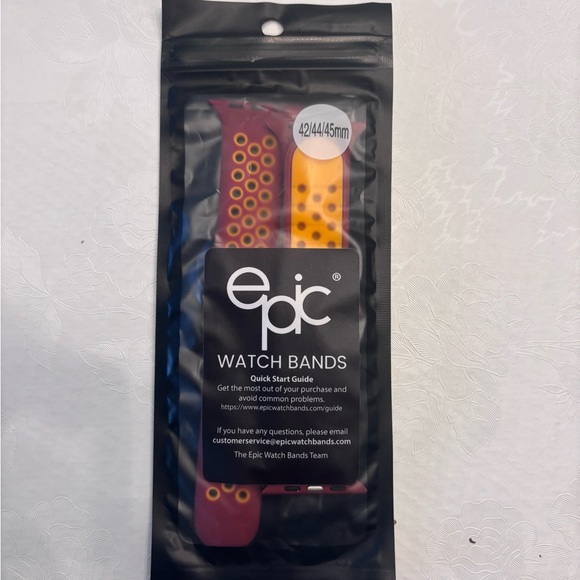 42/44/45mm
epic®
WATCH BANDS
Quick Start Guide
Get the most out of your purchase and
avoid common problems.
https://www.epicwatchbands.com/guide
If you have any questions, please email
customerservice@epicwatchbands.com
The Epic Watch Bands Team